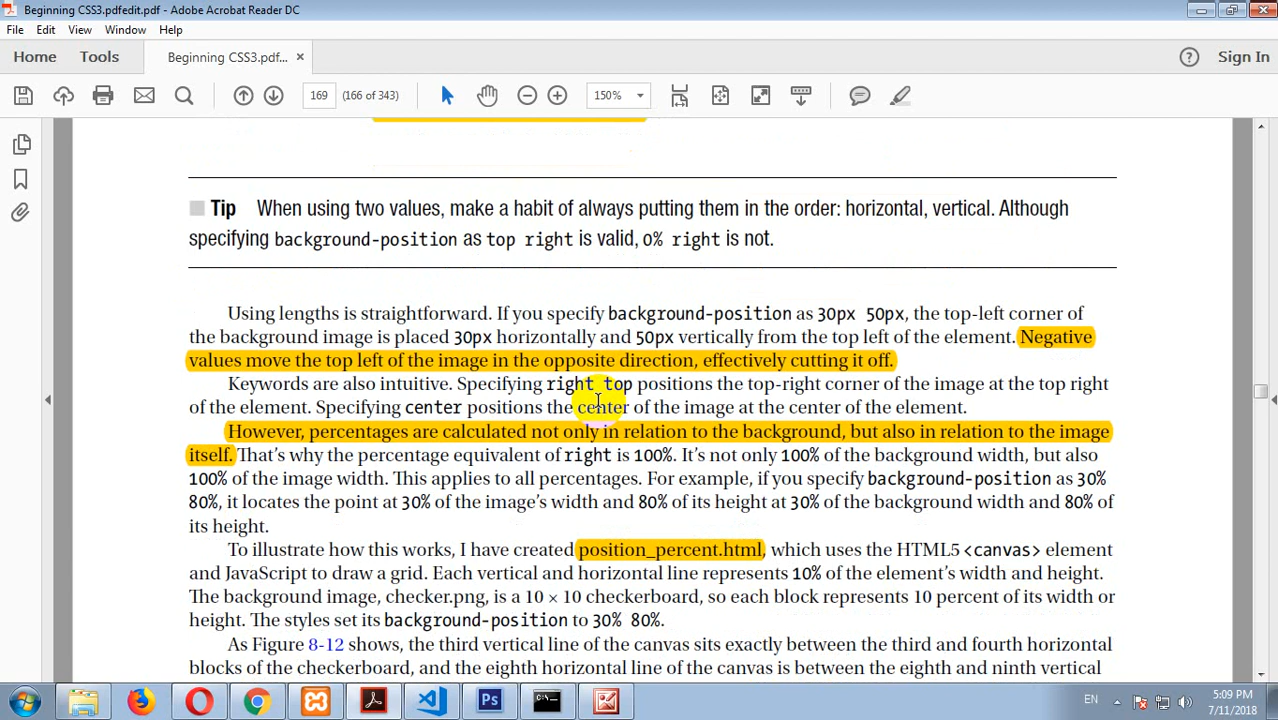 Beginning CSS3.pdfedit.pdf - Adobe Acrobat Reader DC
File Edit View Window Help
Home Tools Beginning CSS3.pdf... × ? Sign In
169 (166 of 343) 150%
Tip When using two values, make a habit of always putting them in the order: horizontal, vertical. Although
specifying background-position as top right is valid, 0% right is not.
Using lengths is straightforward. If you specify background-position as 30px 50px, the top-left corner of
the background image is placed 30px horizontally and 50px vertically from the top left of the element. Negative
values move the top left of the image in the opposite direction, effectively cutting it off.
Keywords are also intuitive. Specifying right top positions the top-right corner of the image at the top right
of the element. Specifying center positions the center of the image at the center of the element.
However, percentages are calculated not only in relation to the background, but also in relation to the image
itself. That's why the percentage equivalent of right is 100%. It's not only 100% of the background width, but also
100% of the image width. This applies to all percentages. For example, if you specify background-position as 30%
80%, it locates the point at 30% of the image's width and 80% of its height at 30% of the background width and 80% of
its height.
To illustrate how this works, I have created position_percent.html, which uses the HTML5 <canvas> element
and JavaScript to draw a grid. Each vertical and horizontal line represents 10% of the element's width and height.
The background image, checker.png, is a 10 × 10 checkerboard, so each block represents 10 percent of its width or
height. The styles set its background-position to 30% 80%.
As Figure 8-12 shows, the third vertical line of the canvas sits exactly between the third and fourth horizontal
blocks of the checkerboard, and the eighth horizontal line of the canvas is between the eighth and ninth vertical
Ps EN 5:09 PM
7/11/2018